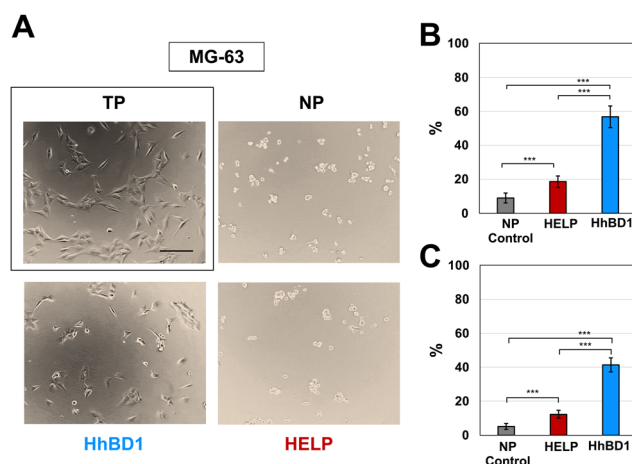 A
MG-63
TP
NP
HhBD1
HELP
B
100
80
60
40
20
0
%
***
***
***
NP
Control
HELP
HhBD1
C
100
80
60
40
20
0
%
***
***
***
NP
Control
HELP
HhBD1